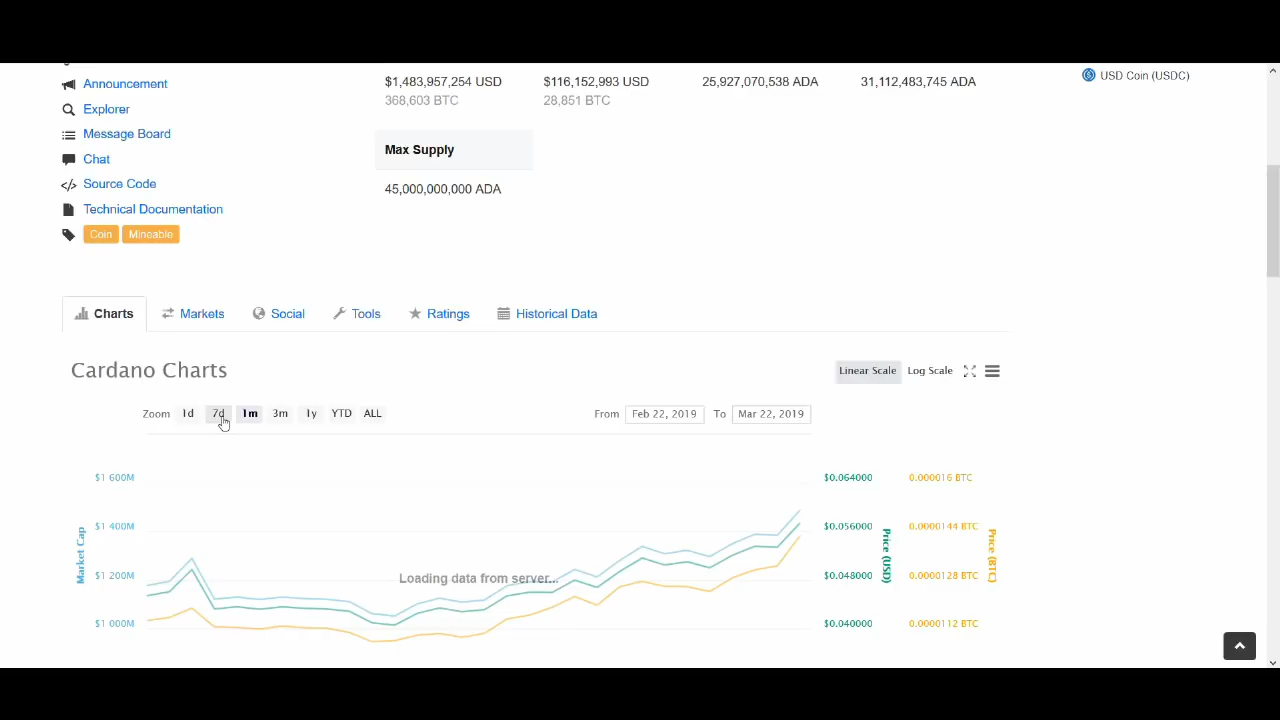 $1,483,957,254 USD $116,152,993 USD 25,927,070,538 ADA 31,112,483,745 ADA
368,603 BTC 28,851 BTC
USD Coin (USDC)
Announcement
Explorer
Message Board
Chat
Source Code
Technical Documentation
Coin Mineable
Max Supply
45,000,000,000 ADA
Charts Markets Social Tools Ratings Historical Data
Cardano Charts
Linear Scale Log Scale
Zoom 1d 7d 1m 3m 1y YTD ALL
From Feb 22, 2019 To Mar 22, 2019
$1 600M $0.064000 0.000016 BTC
$1 400M $0.056000 0.0000144 BTC
$1 200M $0.048000 0.0000128 BTC
$1 000M $0.040000 0.0000112 BTC
Market Cap
Loading data from server...
Price (USD)
Price (BTC)